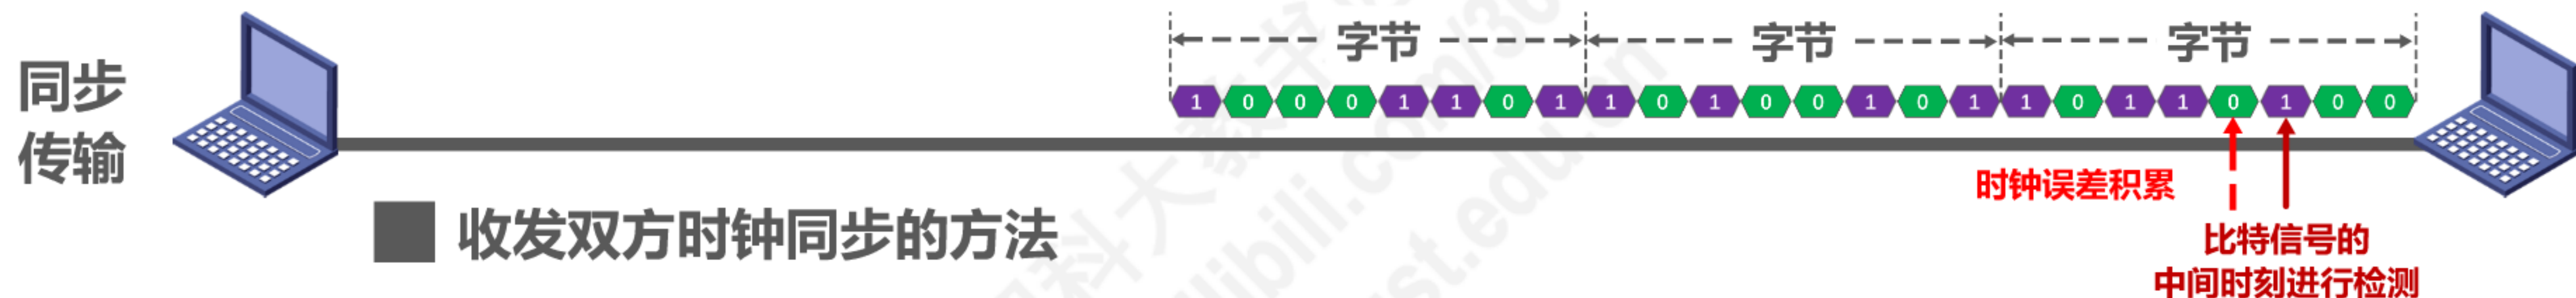 字节 字节 字节
同步
传输
1 0 0 0 1 1 0 1 1 0 1 0 0 1 0 1 1 0 1 1 0 1 0 0
时钟误差积累
收发双方时钟同步的方法
比特信号的
中间时刻进行检测